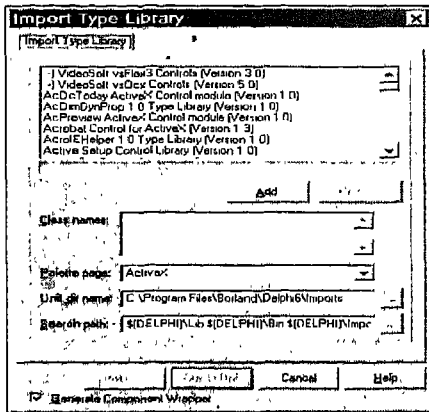 Import Type Library
Import Type Library
:-) VideoSoft vsFlex3 Controls (Version 3.0)
:-) VideoSoft vsOcx Controls (Version 5.0)
AcDcToday ActiveX Control module (Version 1.0)
AcDimDynProp 1.0 Type Library (Version 1.0)
AcPreview ActiveX Control module (Version 1.0)
Acrobat Control for ActiveX (Version 1.3)
AcroIEHelper 1.0 Type Library (Version 1.0)
Active Setup Control Library (Version 1.0)
Add
Class names:
Palette page: ActiveX
Unit dir name: C:\Program Files\Borland\Delphi6\Imports
Search path: $(DELPHI)\Lib $(DELPHI)\Bin $(DELPHI)\Impc
Cancel Help
Generate Component Wrapper